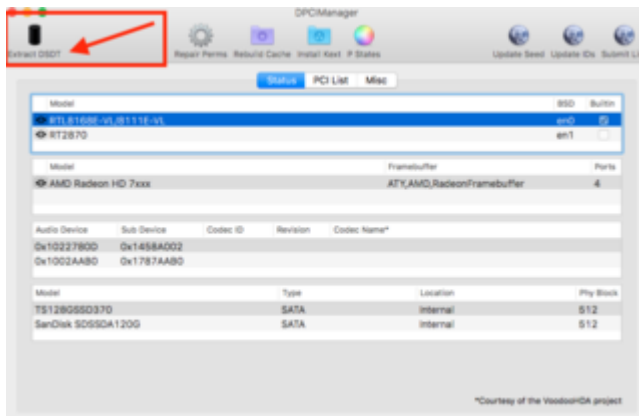 DPCIManager
Extract DSDT Repair Perms Rebuild Cache Install Kext P States Update Seed Update IDs Submit Li
Status PCI List Misc
Model BSD Builtin
RTL8168E-VL/8111E-VL en0
RT2870 en1
Model Framebuffer Ports
AMD Radeon HD 7xxx ATY,AMD,RadeonFramebuffer 4
Audio Device Sub Device Codec ID Revision Codec Name*
0x1022780D 0x1458A002
0x1002AAB0 0x1787AAB0
Model Type Location Phy Block
TS128GSSD370 SATA Internal 512
SanDisk SDSSDA120G SATA Internal 512
*Courtesy of the VoodooHDA project